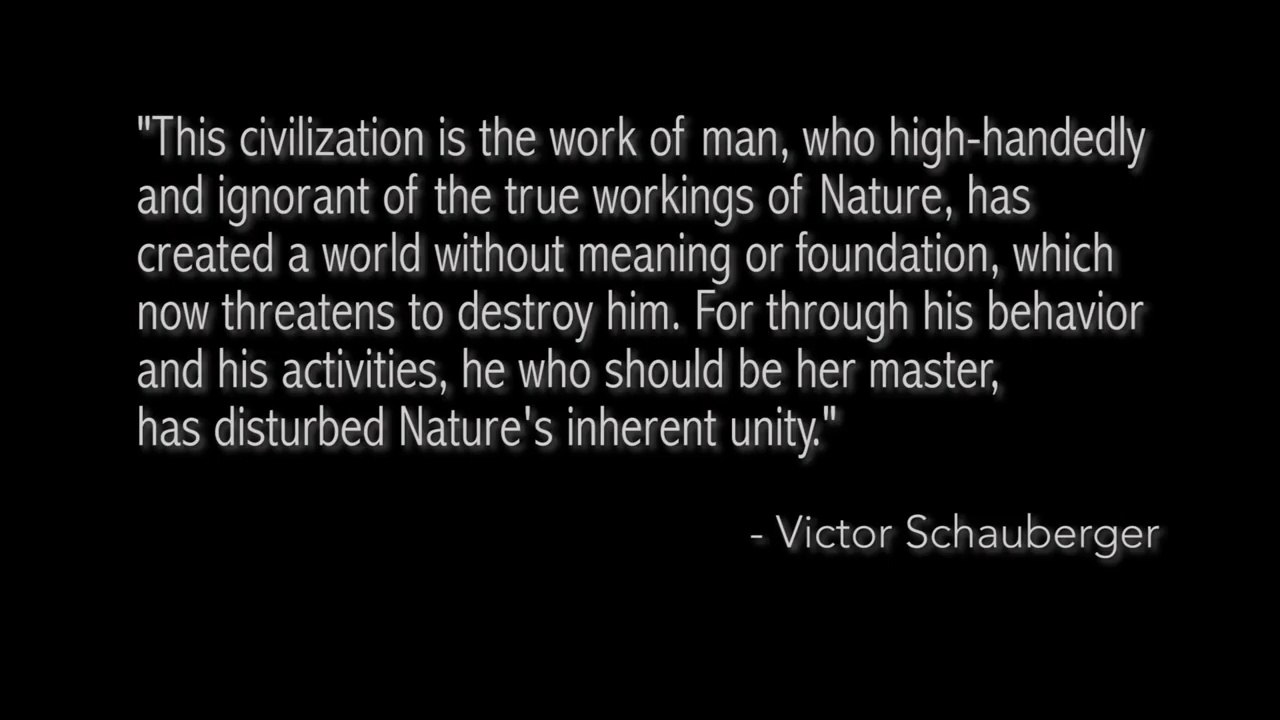 "This civilization is the work of man, who high-handedly
and ignorant of the true workings of Nature, has
created a world without meaning or foundation, which
now threatens to destroy him. For through his behavior
and his activities, he who should be her master,
has disturbed Nature's inherent unity."
- Victor Schauberger